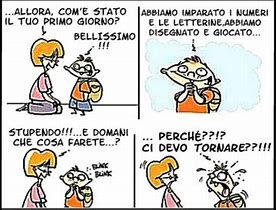 ...ALLORA, COM'È STATO
IL TUO PRIMO GIORNO?
BELLISSIMO
!!!
ABBIAMO IMPARATO I NUMERI
E LE LETTERINE,ABBIAMO
DISEGNATO E GIOCATO...
STUPENDO!!!...E DOMANI
CHE COSA FARETE...?
BLINK
BLINK
... PERCHÉ??!?
CI DEVO TORNARE??!!!